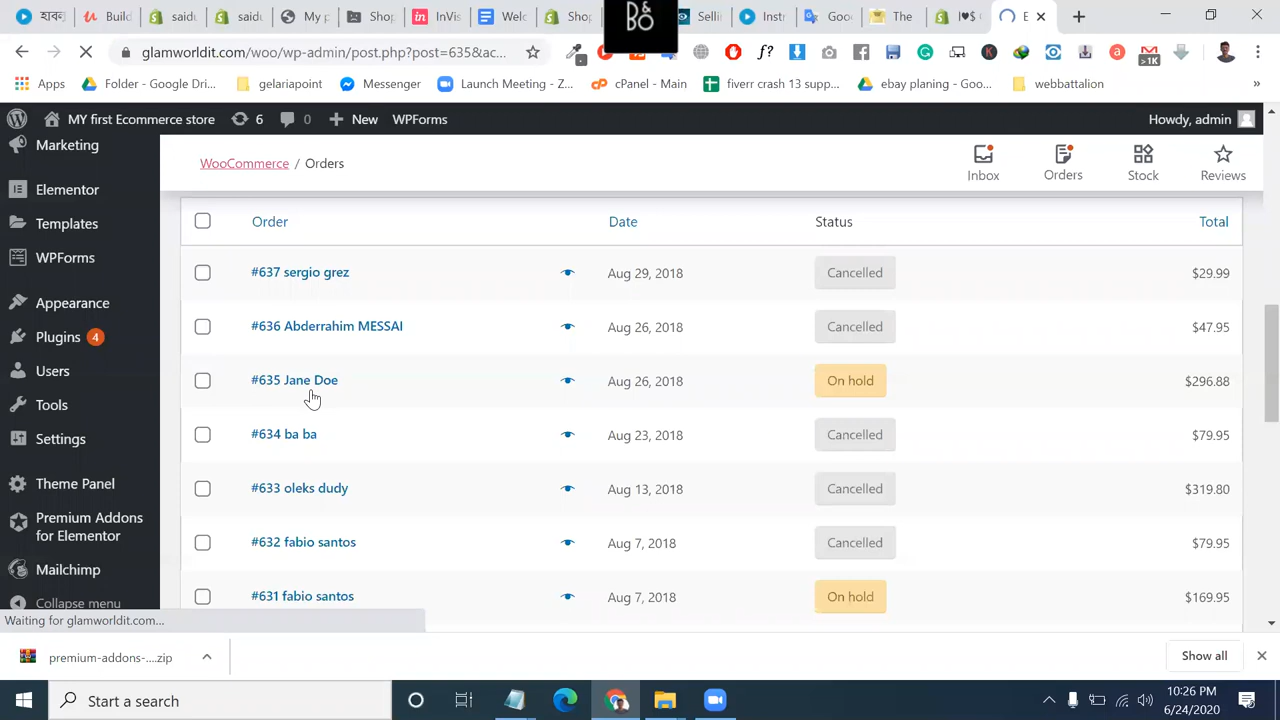 হাবল
Buil
saidu
said
My p
Shop
InVis
Welc
Shop
B&
BO
Sellin
Instr
Goo
The
I♥$
E
glamworldit.com/woo/wp-admin/post.php?post=635&ac...
f?
>1K
Apps
Folder - Google Dri...
gelariapoint
Messenger
Launch Meeting - Z...
cPanel - Main
fiverr crash 13 supp...
ebay planing - Goo...
webbattalion
»
MY first Ecommerce store
6
0
New
WPForms
Howdy, admin
Marketing
Elementor
Templates
WPForms
Appearance
Plugins 4
Users
Tools
Settings
Theme Panel
Premium Addons
for Elementor
Mailchimp
Collapse menu
WooCommerce / Orders
Inbox
Orders
Stock
Reviews
Order Date Status Total
#637 sergio grez Aug 29, 2018 Cancelled $29.99
#636 Abderrahim MESSAI Aug 26, 2018 Cancelled $47.95
#635 Jane Doe Aug 26, 2018 On hold $296.88
#634 ba ba Aug 23, 2018 Cancelled $79.95
#633 oleks dudy Aug 13, 2018 Cancelled $319.80
#632 fabio santos Aug 7, 2018 Cancelled $79.95
#631 fabio santos Aug 7, 2018 On hold $169.95
Waiting for glamworldit.com...
premium-addons-....zip
Show all
Start a search
10:26 PM
6/24/2020